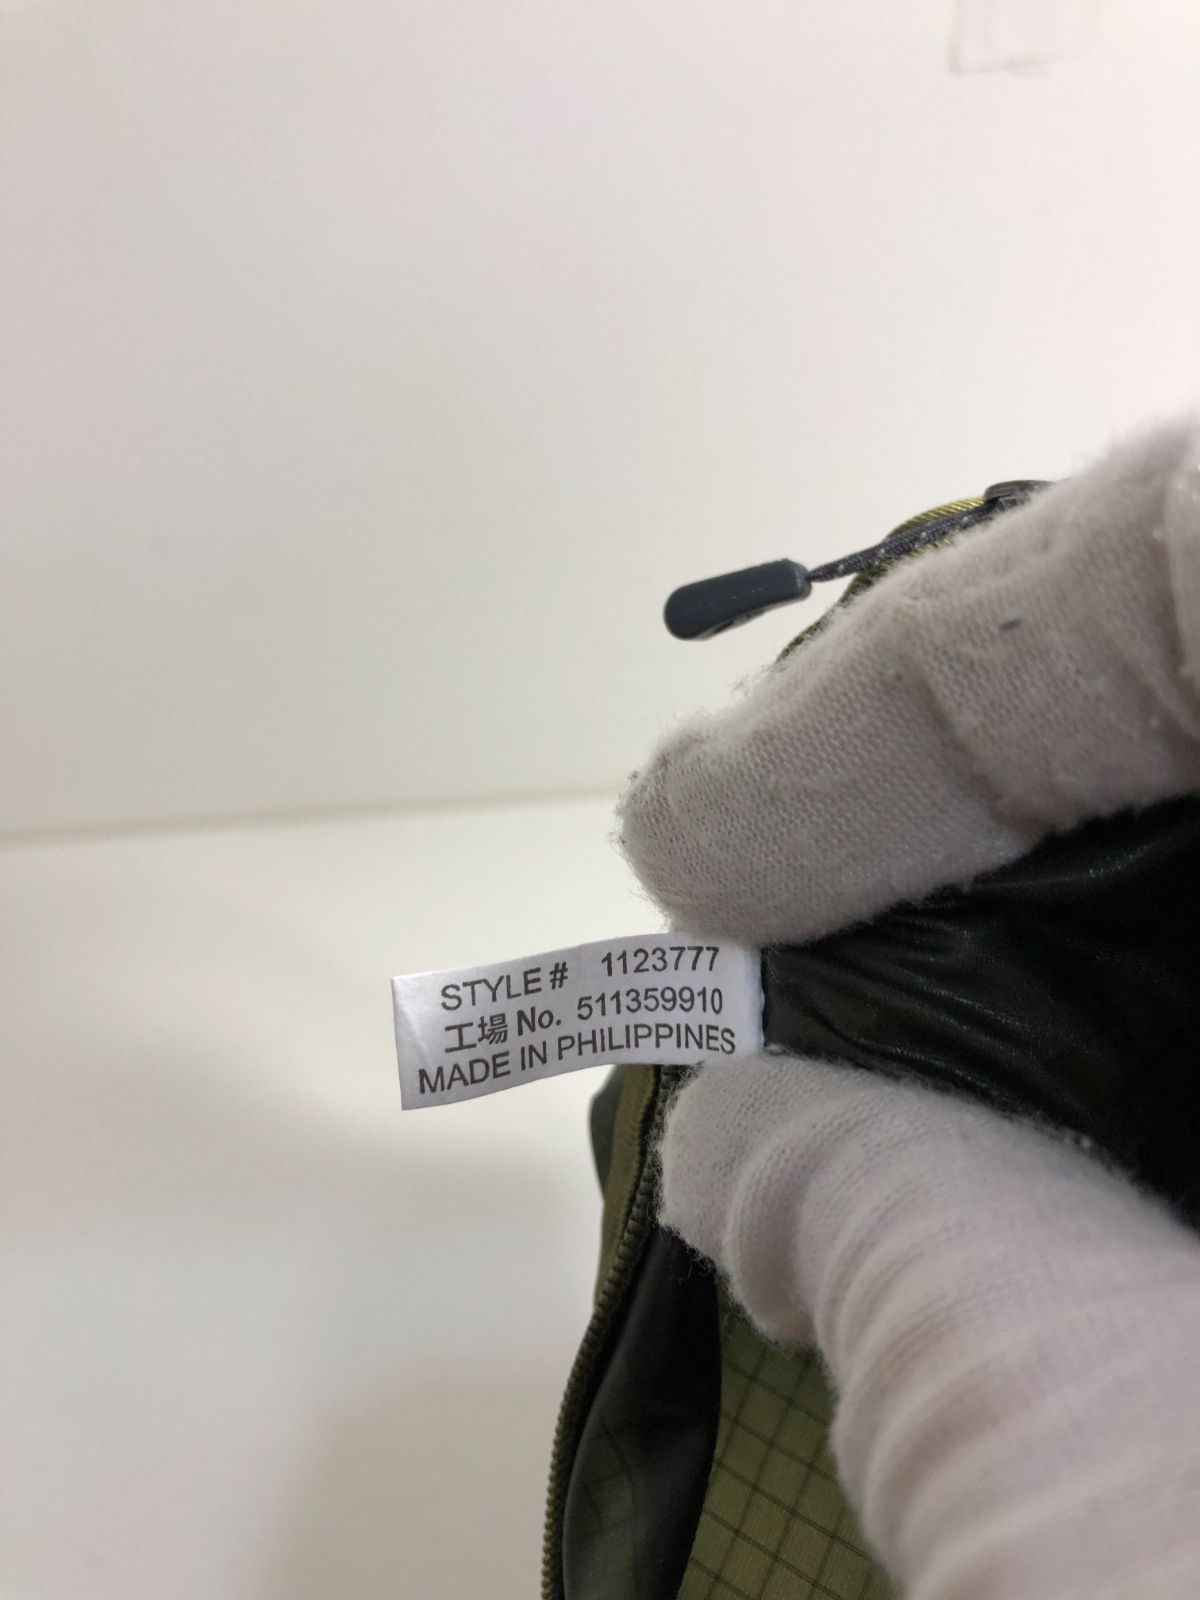 STYLE # 1123777
工場 No. 511359910
MADE IN PHILIPPINES